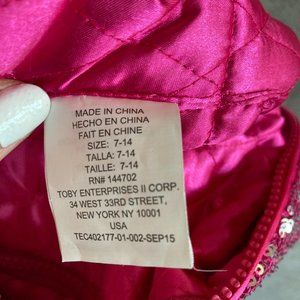 MADE IN CHINA
HECHO EN CHINA
FAIT EN CHINE
SIZE: 7-14
TALLA: 7-14
TAILLE: 7-14
RN# 144702
TOBY ENTERPRISES II CORP.
34 WEST 33RD STREET,
NEW YORK NY 10001
USA
TEC402177-01-002-SEP15